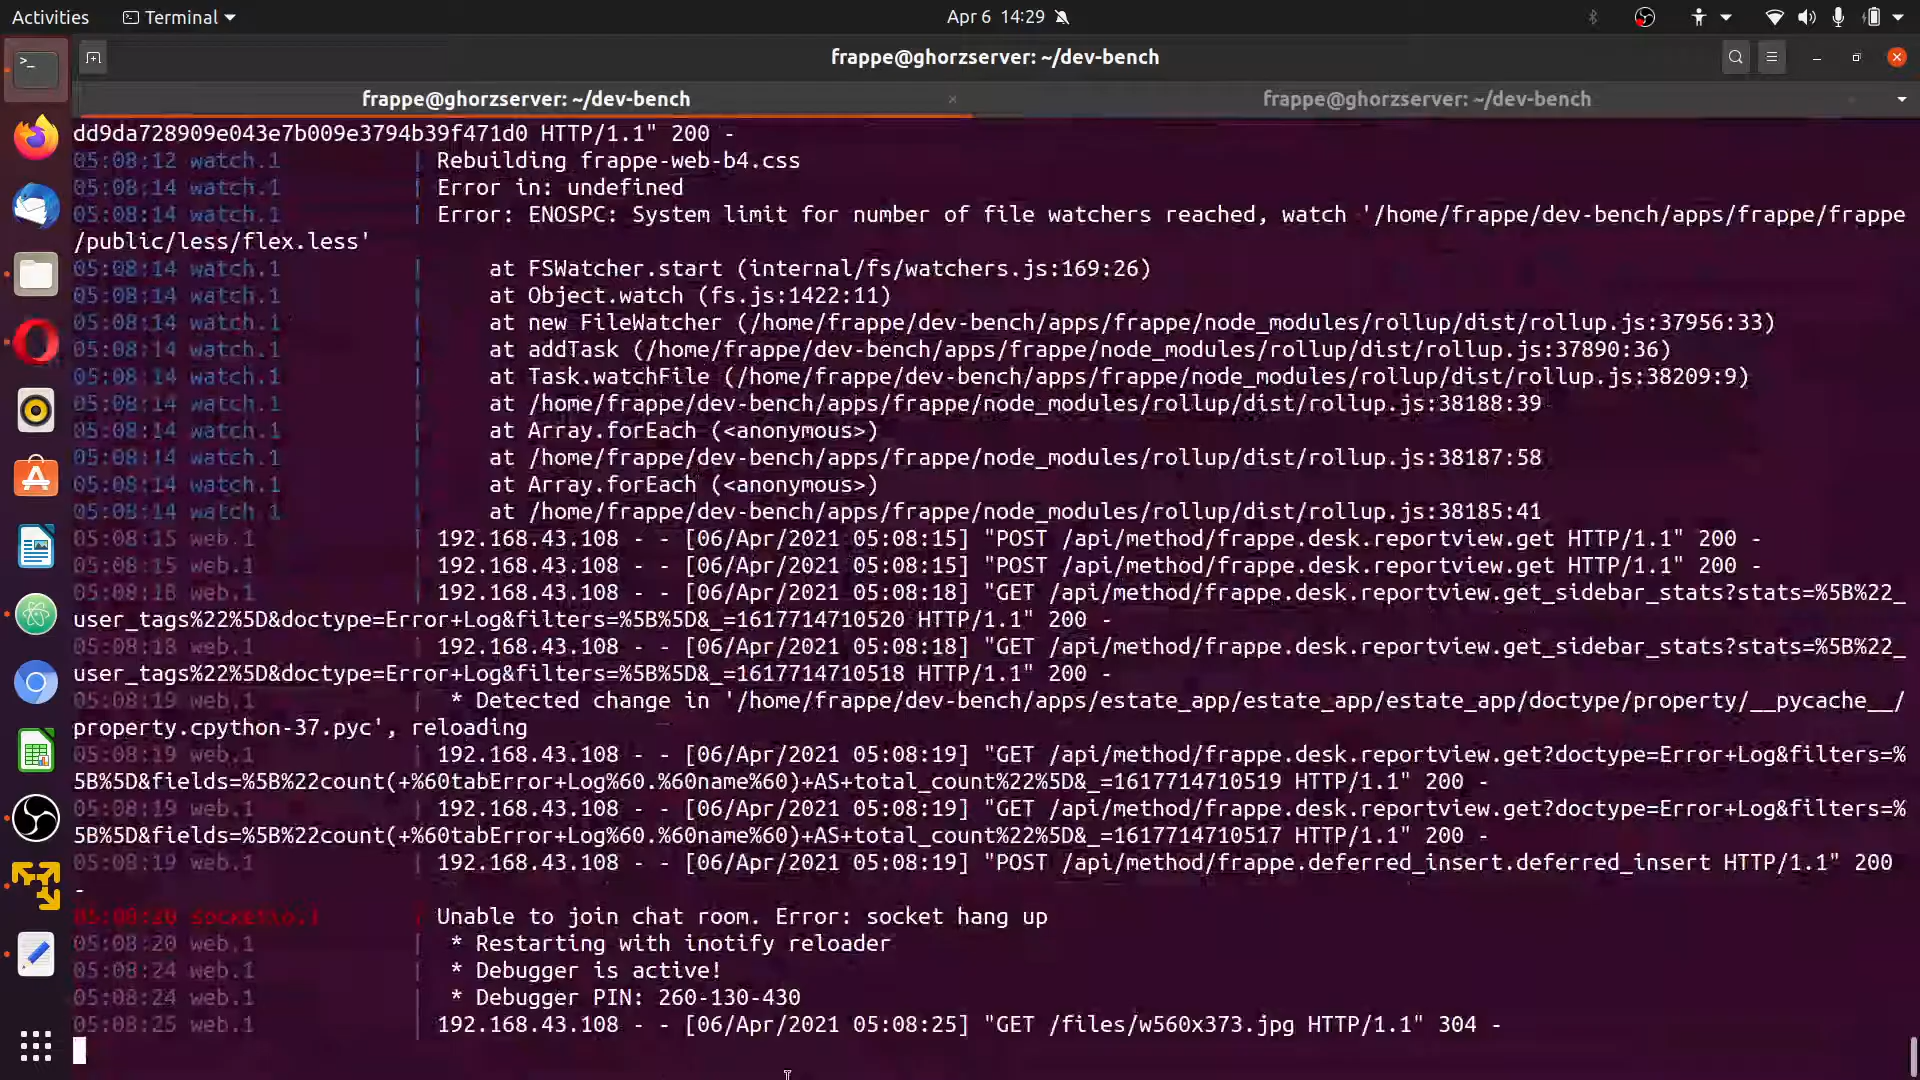 Activities Terminal Apr 6 14:29
frappe@ghorzserver: ~/dev-bench
frappe@ghorzserver: ~/dev-bench × frappe@ghorzserver: ~/dev-bench
dd9da728909e043e7b009e3794b39f471d0 HTTP/1.1" 200 -
05:08:12 watch.1 | Rebuilding frappe-web-b4.css
05:08:14 watch.1 | Error in: undefined
05:08:14 watch.1 | Error: ENOSPC: System limit for number of file watchers reached, watch '/home/frappe/dev-bench/apps/frappe/frappe
/public/less/flex.less'
05:08:14 watch.1 | at FSWatcher.start (internal/fs/watchers.js:169:26)
05:08:14 watch.1 | at Object.watch (fs.js:1422:11)
05:08:14 watch.1 | at new FileWatcher (/home/frappe/dev-bench/apps/frappe/node_modules/rollup/dist/rollup.js:37956:33)
05:08:14 watch.1 | at addTask (/home/frappe/dev-bench/apps/frappe/node_modules/rollup/dist/rollup.js:37890:36)
05:08:14 watch.1 | at Task.watchFile (/home/frappe/dev-bench/apps/frappe/node_modules/rollup/dist/rollup.js:38209:9)
05:08:14 watch.1 | at /home/frappe/dev-bench/apps/frappe/node_modules/rollup/dist/rollup.js:38188:39
05:08:14 watch.1 | at Array.forEach (<anonymous>)
05:08:14 watch.1 | at /home/frappe/dev-bench/apps/frappe/node_modules/rollup/dist/rollup.js:38187:58
05:08:14 watch.1 | at Array.forEach (<anonymous>)
05:08:14 watch.1 | at /home/frappe/dev-bench/apps/frappe/node_modules/rollup/dist/rollup.js:38185:41
05:08:15 web.1 | 192.168.43.108 - - [06/Apr/2021 05:08:15] "POST /api/method/frappe.desk.reportview.get HTTP/1.1" 200 -
05:08:15 web.1 | 192.168.43.108 - - [06/Apr/2021 05:08:15] "POST /api/method/frappe.desk.reportview.get HTTP/1.1" 200 -
05:08:18 web.1 | 192.168.43.108 - - [06/Apr/2021 05:08:18] "GET /api/method/frappe.desk.reportview.get_sidebar_stats?stats=%5B%22_
user_tags%22%5D&doctype=Error+Log&filters=%5B%5D&_=1617714710520 HTTP/1.1" 200 -
05:08:18 web.1 | 192.168.43.108 - - [06/Apr/2021 05:08:18] "GET /api/method/frappe.desk.reportview.get_sidebar_stats?stats=%5B%22_
user_tags%22%5D&doctype=Error+Log&filters=%5B%5D&_=1617714710518 HTTP/1.1" 200 -
05:08:19 web.1 | * Detected change in '/home/frappe/dev-bench/apps/estate_app/estate_app/estate_app/doctype/property/__pycache__/
property.cpython-37.pyc', reloading
05:08:19 web.1 | 192.168.43.108 - - [06/Apr/2021 05:08:19] "GET /api/method/frappe.desk.reportview.get?doctype=Error+Log&filters=%
5B%5D&fields=%5B%22count(+%60tabError+Log%60.%60name%60)+AS+total_count%22%5D&_=1617714710519 HTTP/1.1" 200 -
05:08:19 web.1 | 192.168.43.108 - - [06/Apr/2021 05:08:19] "GET /api/method/frappe.desk.reportview.get?doctype=Error+Log&filters=%
5B%5D&fields=%5B%22count(+%60tabError+Log%60.%60name%60)+AS+total_count%22%5D&_=1617714710517 HTTP/1.1" 200 -
05:08:19 web.1 | 192.168.43.108 - - [06/Apr/2021 05:08:19] "POST /api/method/frappe.deferred_insert.deferred_insert HTTP/1.1" 200
-
05:08:20 socketio.1 | Unable to join chat room. Error: socket hang up
05:08:20 web.1 | * Restarting with inotify reloader
05:08:24 web.1 | * Debugger is active!
05:08:24 web.1 | * Debugger PIN: 260-130-430
05:08:25 web.1 | 192.168.43.108 - - [06/Apr/2021 05:08:25] "GET /files/w560x373.jpg HTTP/1.1" 304 -